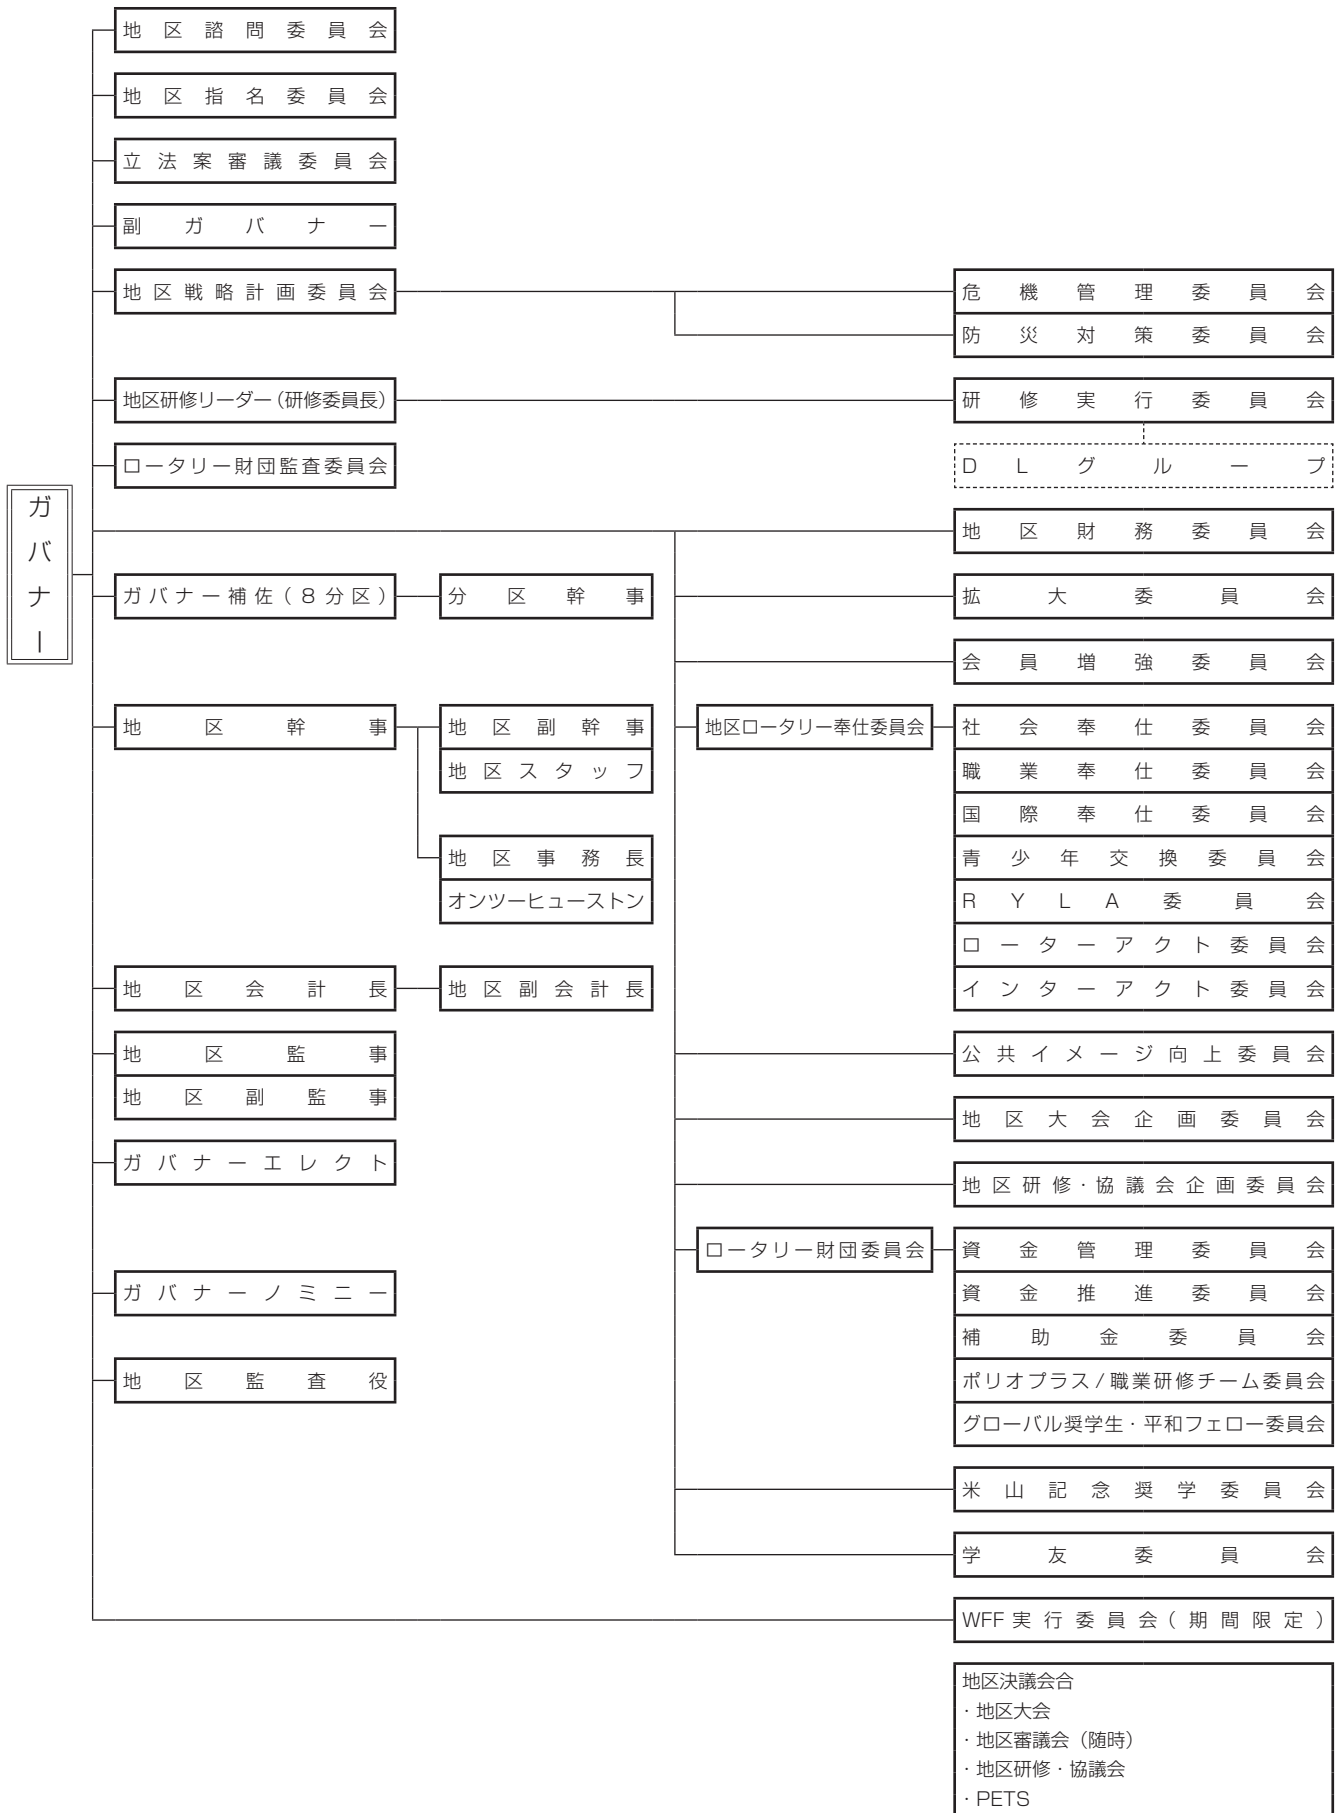 ガバナー
地区諮問委員会
地区指名委員会
立法案審議委員会
副ガバナー
地区戦略計画委員会
危機管理委員会
防災対策委員会
地区研修リーダー（研修委員長）
研修実行委員会
DLグループ
ロータリー財団監査委員会
地区財務委員会
ガバナー補佐（8分区）
分区幹事
拡大委員会
会員増強委員会
地区幹事
地区副幹事
地区スタッフ
地区事務長
オンツーヒューストン
地区ロータリー奉仕委員会
社会奉仕委員会
職業奉仕委員会
国際奉仕委員会
青少年交換委員会
RYLA委員会
ローターアクト委員会
インターアクト委員会
地区会計長
地区副会計長
地区監事
地区副監事
公共イメージ向上委員会
地区大会企画委員会
ガバナーエレクト
地区研修・協議会企画委員会
ロータリー財団委員会
資金管理委員会
資金推進委員会
補助金委員会
ポリオプラス/職業研修チーム委員会
グローバル奨学生・平和フェロー委員会
ガバナーノミニー
地区監査役
米山記念奨学委員会
学友委員会
WFF実行委員会（期間限定）
地区決議会合
・地区大会
・地区審議会（随時）
・地区研修・協議会
・PETS